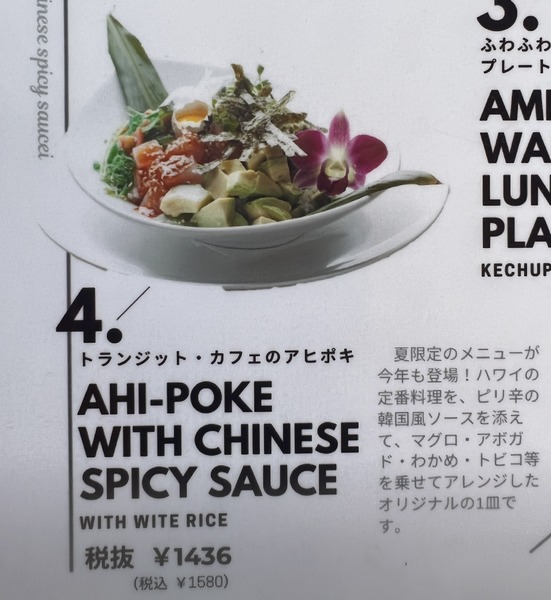 inese spicy saucei
3.
ふわふわ
プレート
AMI
WA
LUN
PLA
KECHUP
4.
トランジット・カフェのアヒポキ
AHI-POKE
WITH CHINESE
SPICY SAUCE
WITH WITE RICE
税抜 ¥1436
(税込 ¥1580)
夏限定のメニューが
今年も登場！ハワイの
定番料理を、ピリ辛の
韓国風ソースを添え
て、マグロ・アボガ
ド・わかめ・トビコ等
を乗せてアレンジした
オリジナルの1皿で
す。